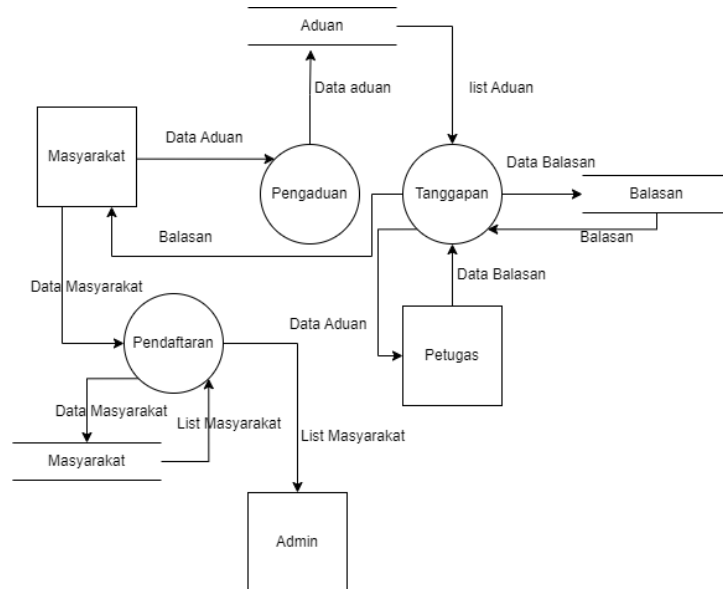 Aduan
Data aduan
list Aduan
Masyarakat
Data Aduan
Pengaduan
Tanggapan
Data Balasan
Balasan
Balasan
Balasan
Data Masyarakat
Data Balasan
Data Aduan
Pendaftaran
Petugas
Data Masyarakat
List Masyarakat
List Masyarakat
Masyarakat
Admin